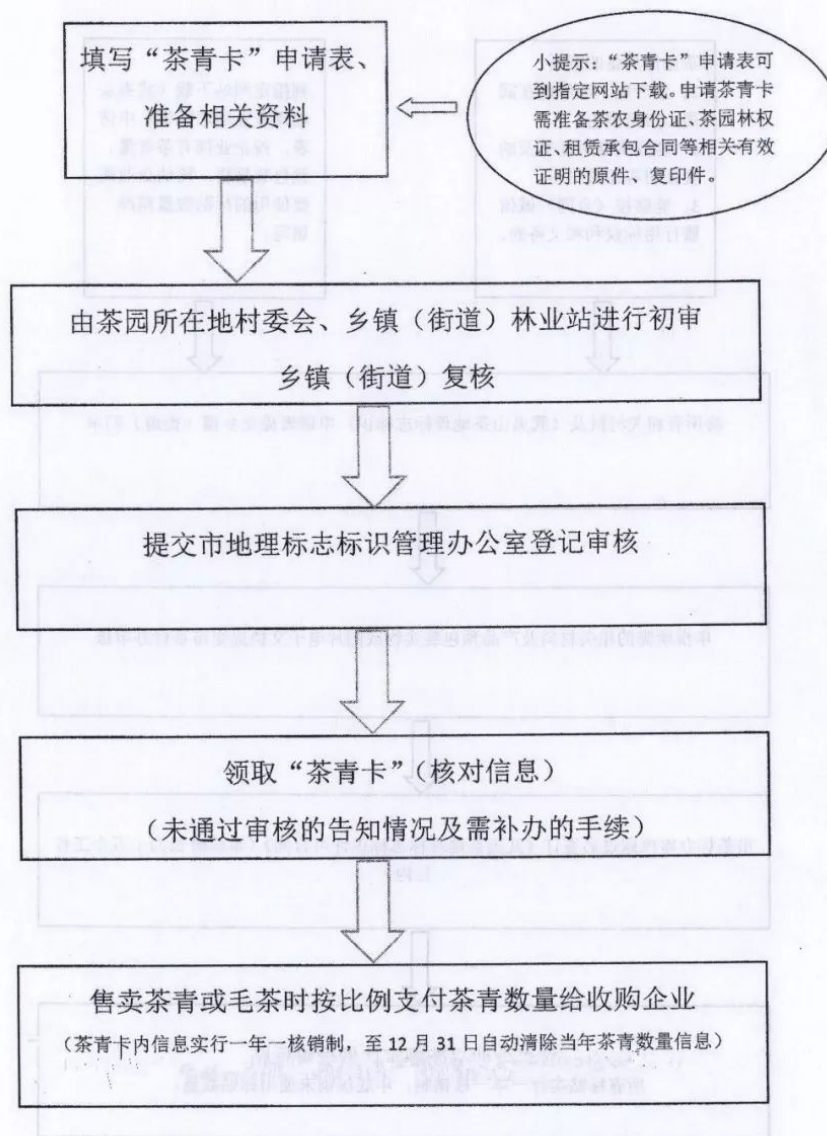 填写“茶青卶”申请表、
准备相关资料
小提示：“茶青卡”申请表可
到指定网站下载。申请茶青卡
需准备茶农身份证、茶园林权
证、租赁承包合同等相关有效
证明的原件、复印件。
由茶园所在地村委会、乡镇（街道）林业站进行初审
乡镇（街道）复核
提交市地理标志标识管理办公室登记审核
领取“茶青卡”（核对信息）
（未通过审核的告知情况及需补办的手续）
售卖茶青或毛茶时按比例支付茶青数量给收购企业
（茶青卡内信息实行一年一核销制，至 12 月 31 日自动清除当年茶青数量信息）